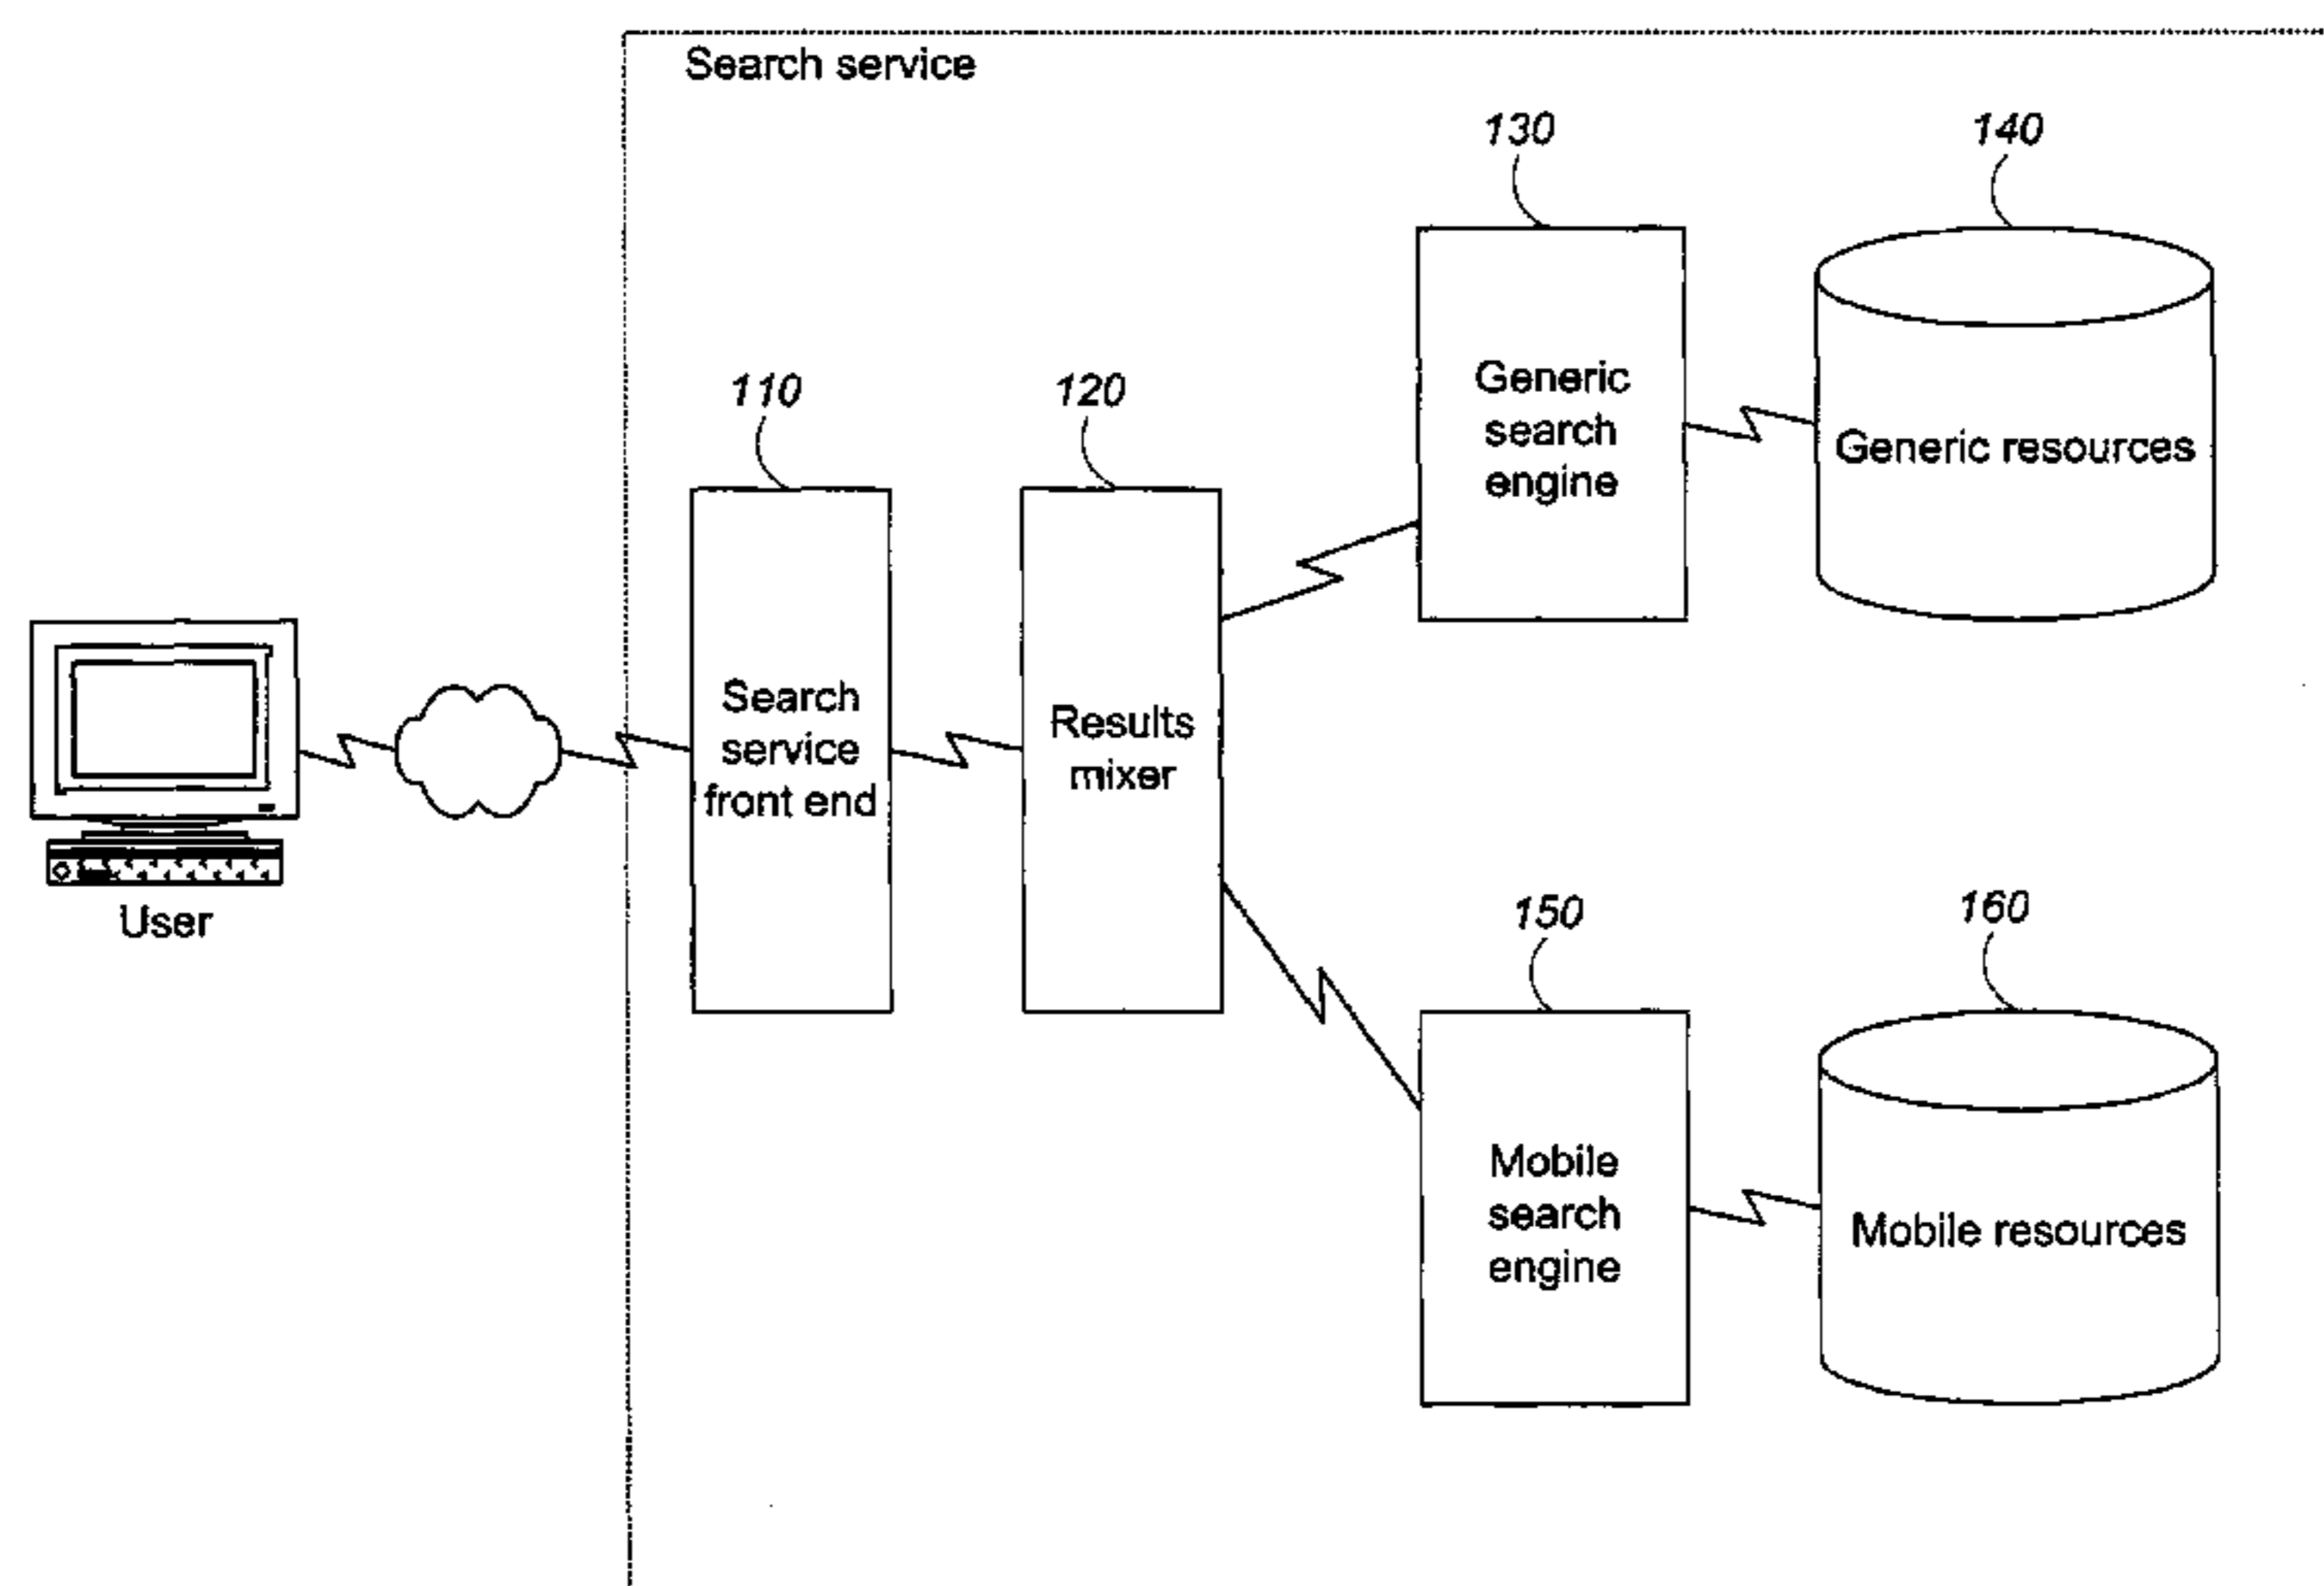 Search service
130
140
Generic
search
engine
Generic resources
110
120
Search
service
front end
Results
mixer
User
150
160
Mobile
search
engine
Mobile resources